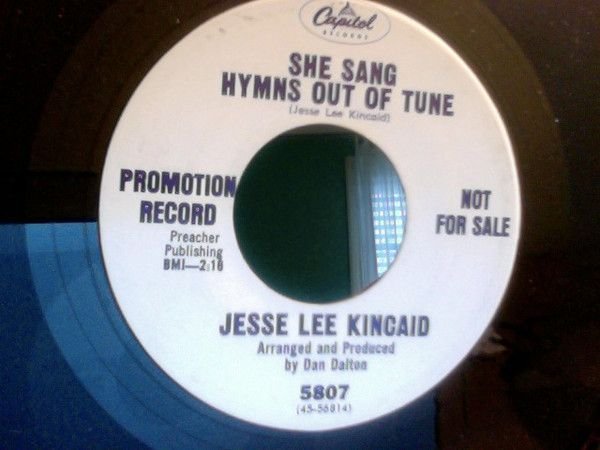 Capitol
RECORDS
SHE SANG
HYMNS OUT OF TUNE
(Jesse Lee Kincaid)
PROMOTION
RECORD
Preacher
Publishing
BMI—2:18
NOT
FOR SALE
JESSE LEE KINCAID
Arranged and Produced
by Dan Dalton
5807
(45-56814)